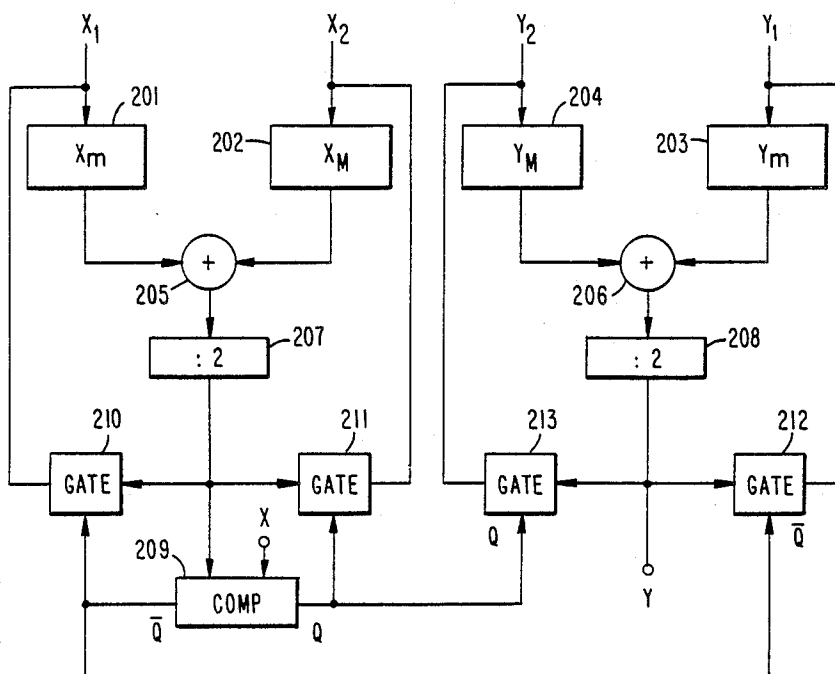 X1 X2 Y2 Y1
201 202 204 203
Xm XM YM Ym
+ +
205 206
: 2 207 : 2 208
210 211 213 212
GATE GATE GATE GATE
X Q Q̅
209
COMP Y
Q̅ Q